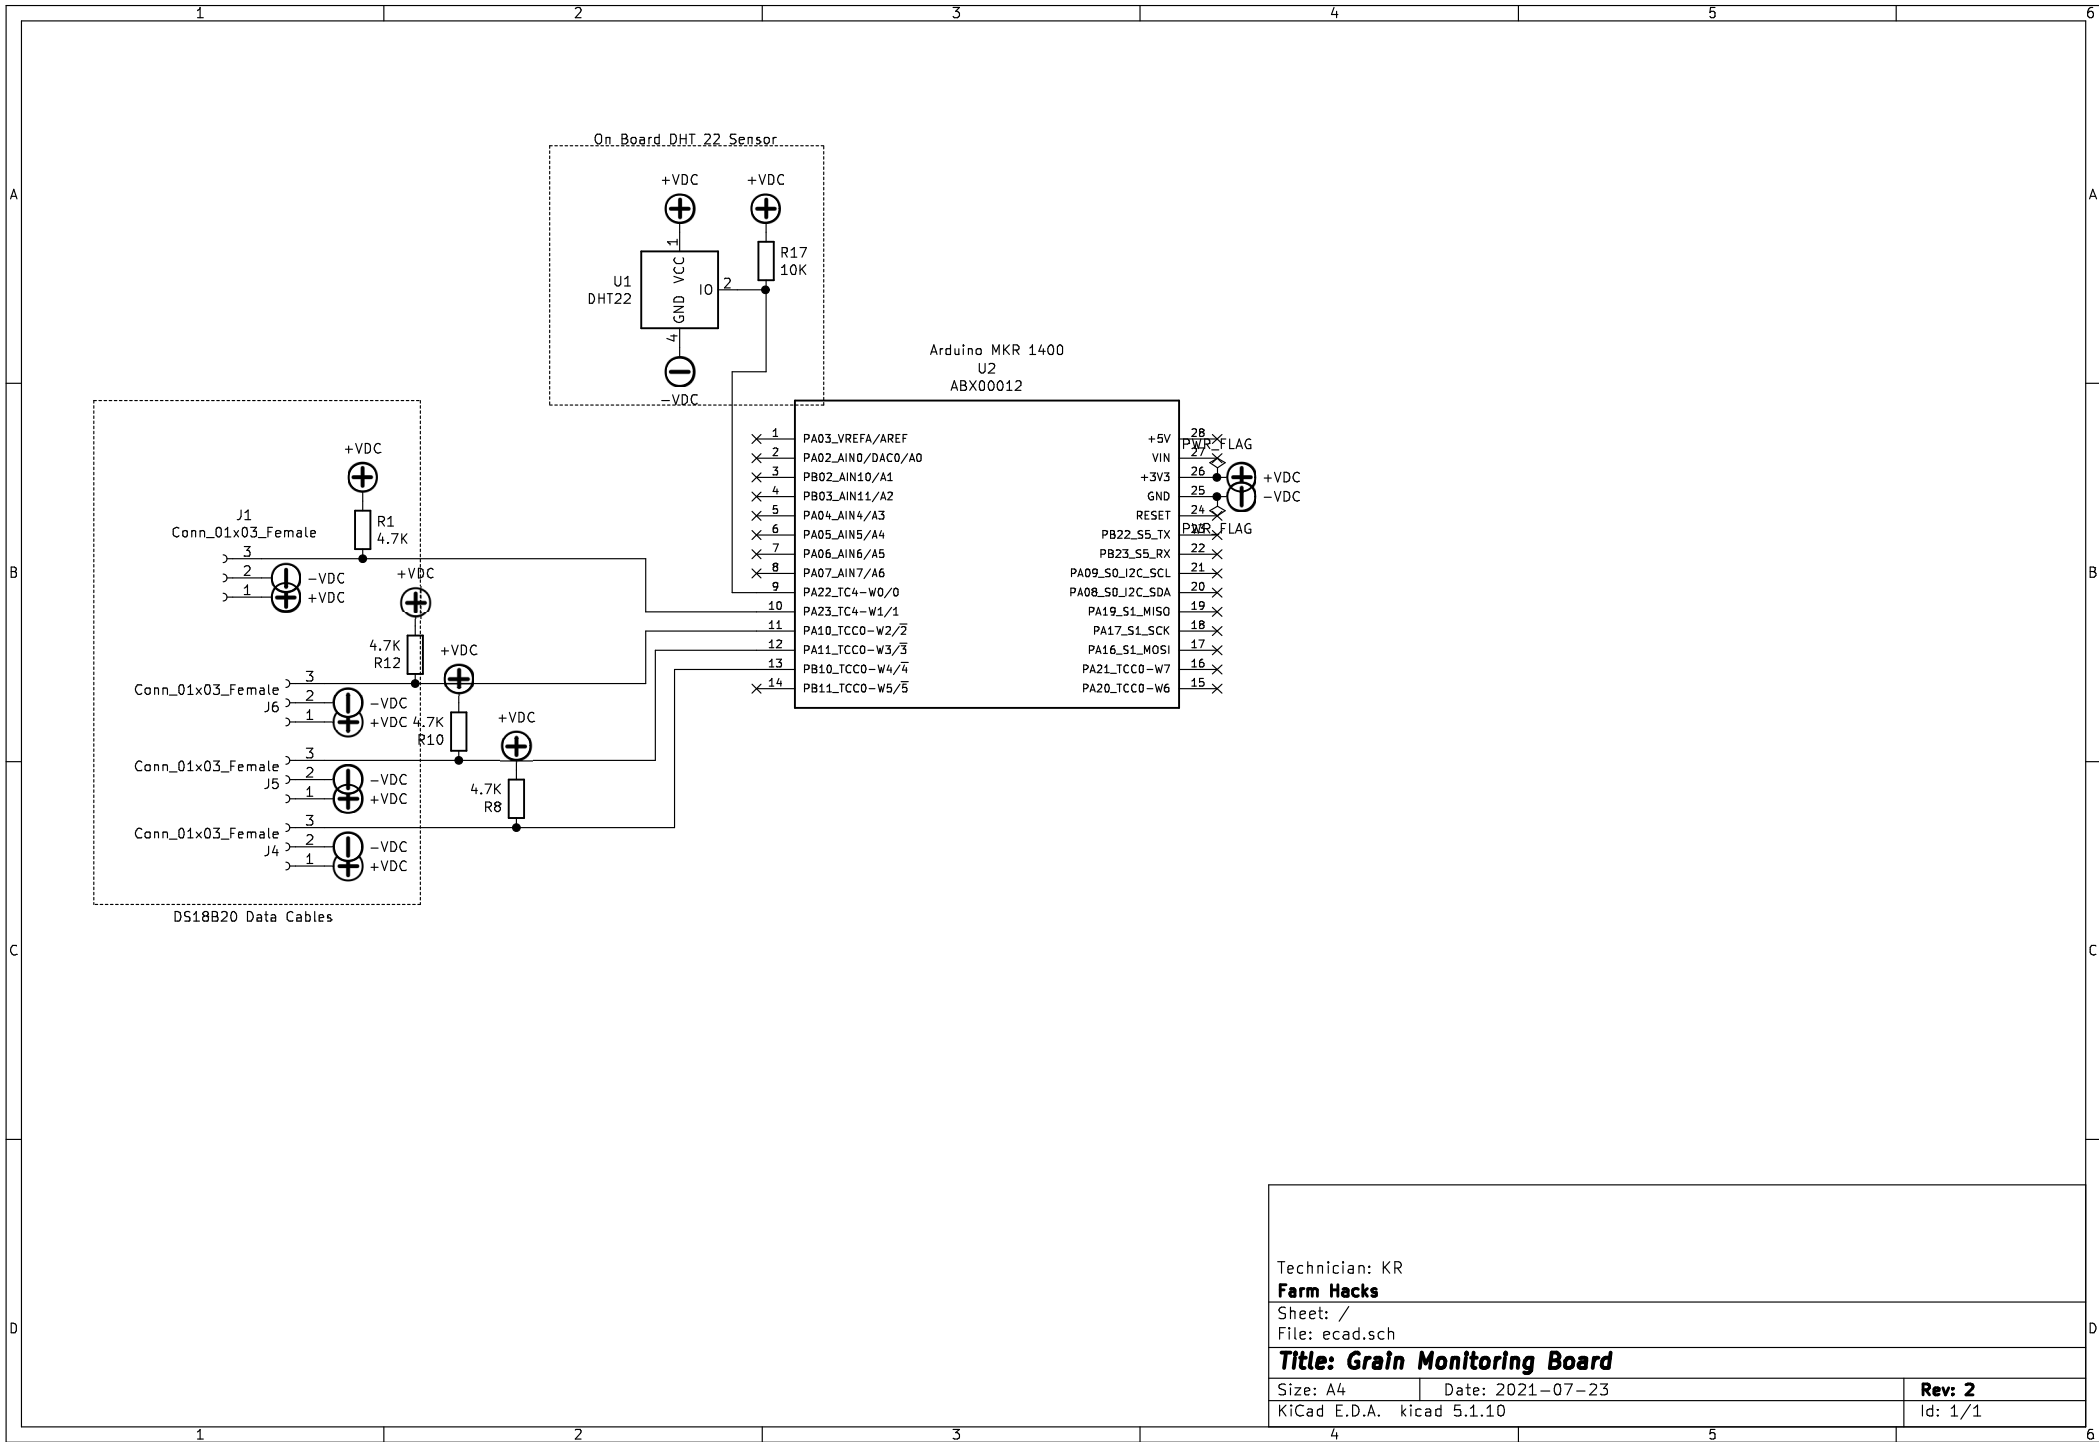 1 2 3 4 5 6
A A
B B
C C
D D
On Board DHT 22 Sensor
+VDC
+VDC
R17
10K
U1
DHT22
1
VCC
IO
2
GND
4
-VDC
Arduino MKR 1400
U2
ABX00012
1 PA03_VREFA/AREF
2 PA02_AIN0/DAC0/A0
3 PB02_AIN10/A1
4 PB03_AIN11/A2
5 PA04_AIN4/A3
6 PA05_AIN5/A4
7 PA06_AIN6/A5
8 PA07_AIN7/A6
9 PA22_TC4-W0/0
10 PA23_TC4-W1/1
11 PA10_TCC0-W2/2
12 PA11_TCC0-W3/3
13 PB10_TCC0-W4/4
14 PB11_TCC0-W5/5
+5V 28
VIN 27
+3V3 26
GND 25
RESET 24
PB22_S5_TX 23
PB23_S5_RX 22
PA09_S0_I2C_SCL 21
PA08_S0_I2C_SDA 20
PA19_S1_MISO 19
PA17_S1_SCK 18
PA16_S1_MOSI 17
PA21_TCC0-W7 16
PA20_TCC0-W6 15
PWR_FLAG
+VDC
-VDC
PWR_FLAG
+VDC
R1
4.7K
J1
Conn_01x03_Female
3
2 -VDC
1 +VDC
+VDC
4.7K
R12
Conn_01x03_Female
J6
3
2 -VDC
1 +VDC
+VDC
4.7K
R10
Conn_01x03_Female
J5
3
2 -VDC
1 +VDC
+VDC
4.7K
R8
Conn_01x03_Female
J4
3
2 -VDC
1 +VDC
DS18B20 Data Cables
Technician: KR
Farm Hacks
Sheet: /
File: ecad.sch
Title: Grain Monitoring Board
Size: A4 Date: 2021-07-23 Rev: 2
KiCad E.D.A. kicad 5.1.10 Id: 1/1
1 2 3 4 5 6